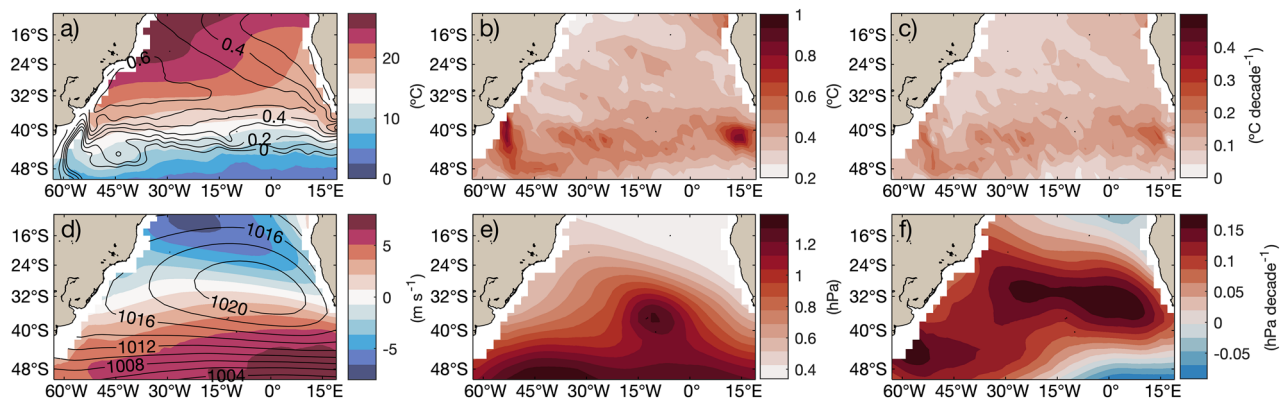 a)
16°S
24°S
32°S
40°S
48°S
60°W
45°W
30°W
15°W
0°
15°E
0.6
0.4
0.4
0.2
0
20
10
0
(ºC)
b)
16°S
24°S
32°S
40°S
48°S
60°W
45°W
30°W
15°W
0°
15°E
1
0.8
0.6
0.4
0.2
(ºC)
c)
16°S
24°S
32°S
40°S
48°S
60°W
45°W
30°W
15°W
0°
15°E
0.4
0.3
0.2
0.1
0
(ºC decade⁻¹)
d)
16°S
24°S
32°S
40°S
48°S
60°W
45°W
30°W
15°W
0°
15°E
1016
1020
1016
1012
1008
1004
5
0
-5
(m s⁻¹)
e)
16°S
24°S
32°S
40°S
48°S
60°W
45°W
30°W
15°W
0°
15°E
1.2
1
0.8
0.6
0.4
(hPa)
f)
16°S
24°S
32°S
40°S
48°S
60°W
45°W
30°W
15°W
0°
15°E
0.15
0.10
0.05
0
-0.05
(hPa decade⁻¹)